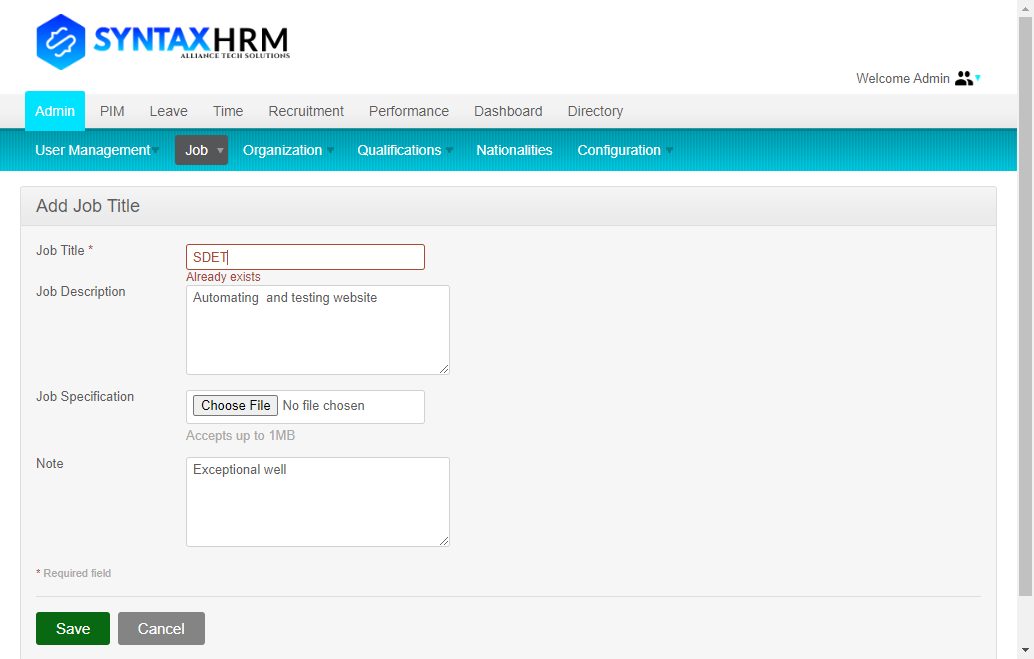 SYNTAXHRM
ALLIANCE TECH SOLUTIONS
Welcome Admin
Admin PIM Leave Time Recruitment Performance Dashboard Directory
User Management Job Organization Qualifications Nationalities Configuration
Add Job Title
Job Title * SDET
Already exists
Job Description Automating  and testing website
Job Specification Choose File No file chosen
Accepts up to 1MB
Note Exceptional well
* Required field
Save Cancel